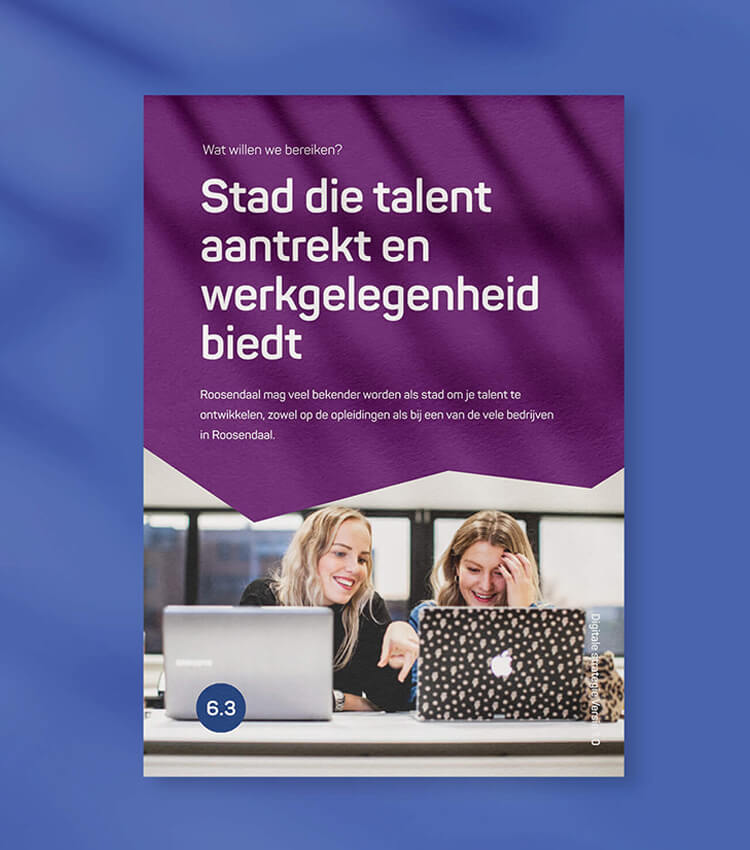 Wat willen we bereiken?
Stad die talent
aantrekt en
werkgelegenheid
biedt
Roosendaal mag veel bekender worden als stad om je talent te
ontwikkelen, zowel op de opleidingen als bij een van de vele bedrijven
in Roosendaal.
6.3
Digitale strategie